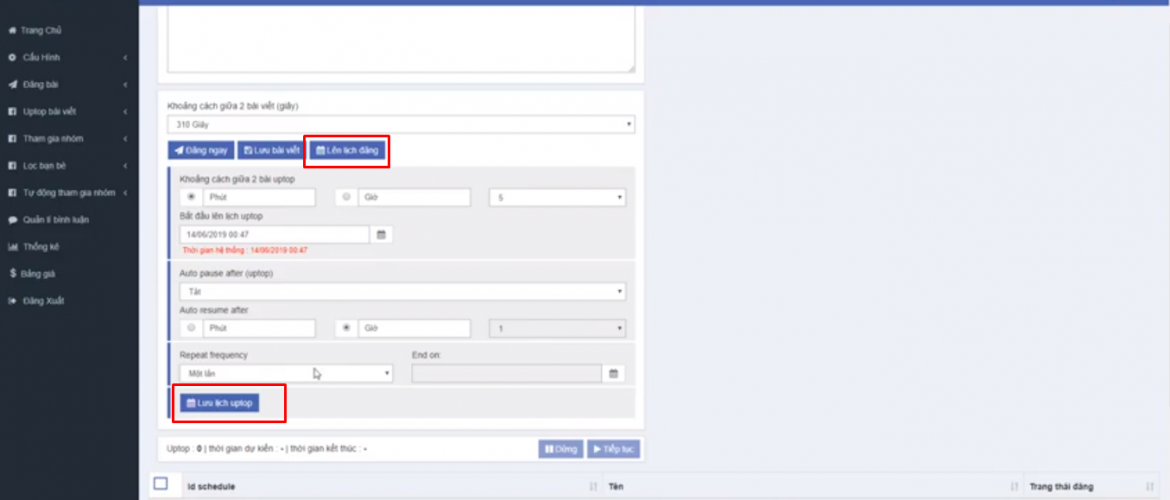 Trang Chủ
Cấu Hình
Đăng bài
Uptop bài viết
Tham gia nhóm
Lọc bạn bè
Tự động tham gia nhóm
Quản lí bình luận
Thống kê
$ Bảng giá
Đăng Xuất
Khoảng cách giữa 2 bài viết (giây)
310 Giây
Đăng ngay
Lưu bài viết
Lên lịch đăng
Khoảng cách giữa 2 bài uptop
Phút
Giờ
5
Bắt đầu lên lịch uptop
14/06/2019 00:47
Thời gian hệ thống : 14/06/2019 00:47
Auto pause after (uptop)
Tắt
Auto resume after
Phút
Giờ
1
Repeat frequency
End on:
Một lần
Lưu lịch uptop
Uptop : 0 | thời gian dự kiến : - | thời gian kết thúc : -
Dừng
Tiếp tục
Id schedule
Tên
Trang thái đăng